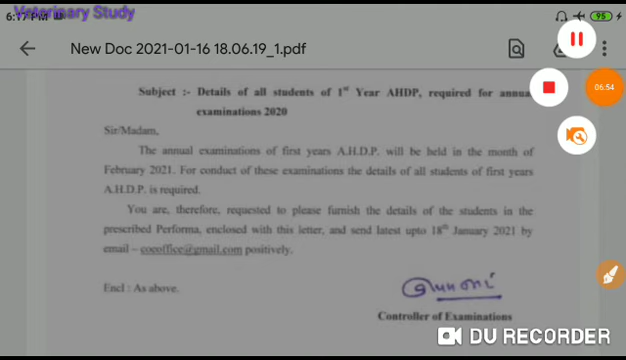 Veterinary Study
6:17 PM
95
New Doc 2021-01-16 18.06.19_1.pdf
06:54
Subject :- Details of all students of 1st Year AHDP, required for annual
examinations 2020
Sir/Madam,
The annual examinations of first years A.H.D.P. will be held in the month of
February 2021. For conduct of these examinations the details of all students of first years
A.H.D.P. is required.
You are, therefore, requested to please furnish the details of the students in the
prescribed Performa, enclosed with this letter, and send latest upto 18th January 2021 by
email – cocoffice@gmail.com positively.
Encl : As above.
Controller of Examinations
DU RECORDER